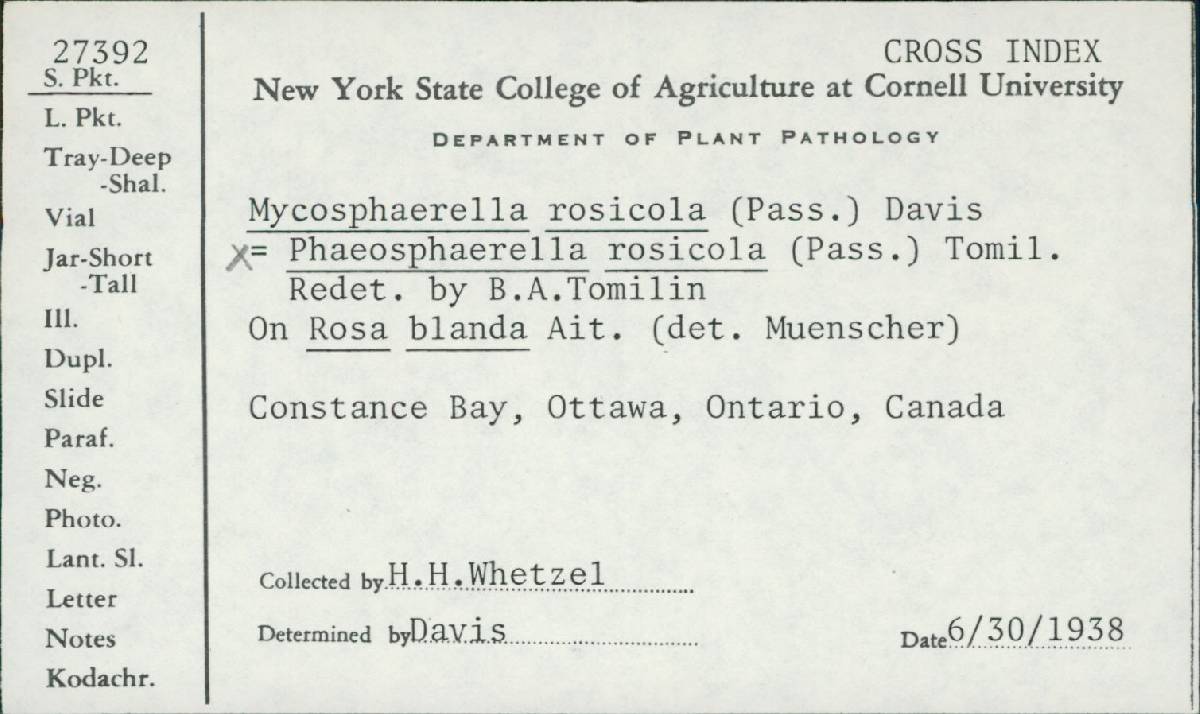 27392
S. Pkt.
L. Pkt.
Tray-Deep
-Shal.
Vial
Jar-Short
-Tall
Ill.
Dupl.
Slide
Paraf.
Neg.
Photo.
Lant. Sl.
Letter
Notes
Kodachr.
CROSS INDEX
New York State College of Agriculture at Cornell University
DEPARTMENT OF PLANT PATHOLOGY
Mycosphaerella rosicola (Pass.) Davis
X= Phaeosphaerella rosicola (Pass.) Tomil.
Redet. by B.A.Tomilin
On Rosa blanda Ait. (det. Muenscher)
Constance Bay, Ottawa, Ontario, Canada
Collected by H.H.Whetzel
Determined by Davis
Date 6/30/1938